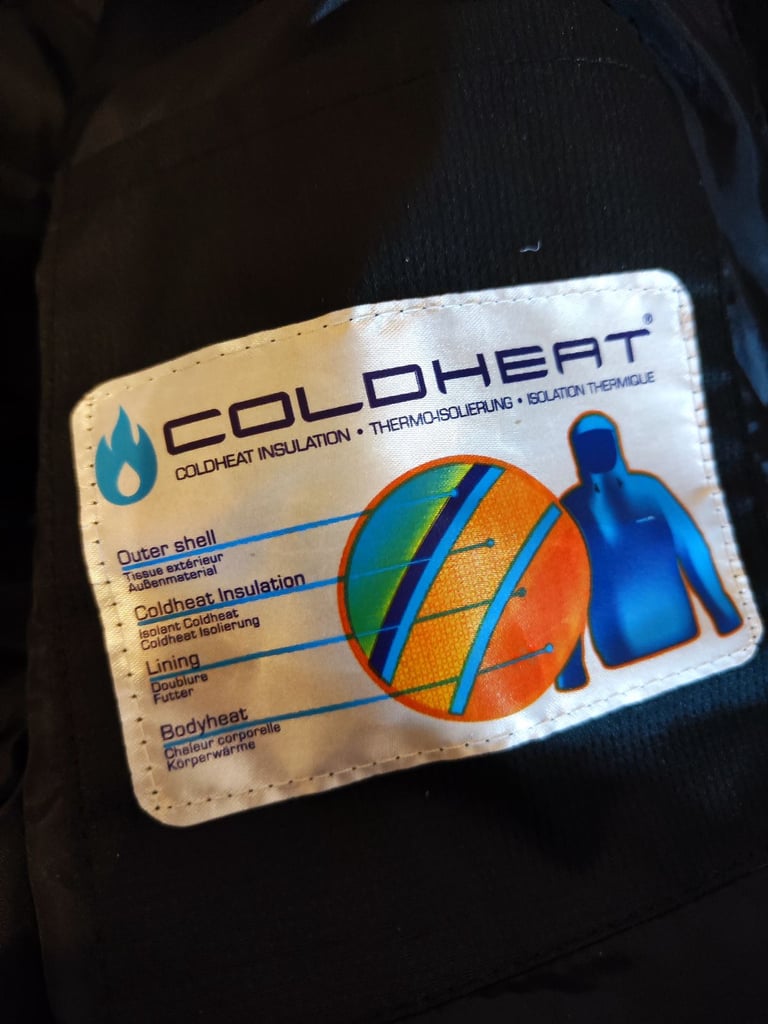 COLDHEAT®
COLDHEAT INSULATION • THERMO-ISOLIERUNG • ISOLATION THERMIQUE
Outer shell
Tissue extérieur
Außenmaterial
Coldheat Insulation
Isolant Coldheat
Coldheat Isolierung
Lining
Doublure
Futter
Bodyheat
Chaleur corporelle
Körperwärme